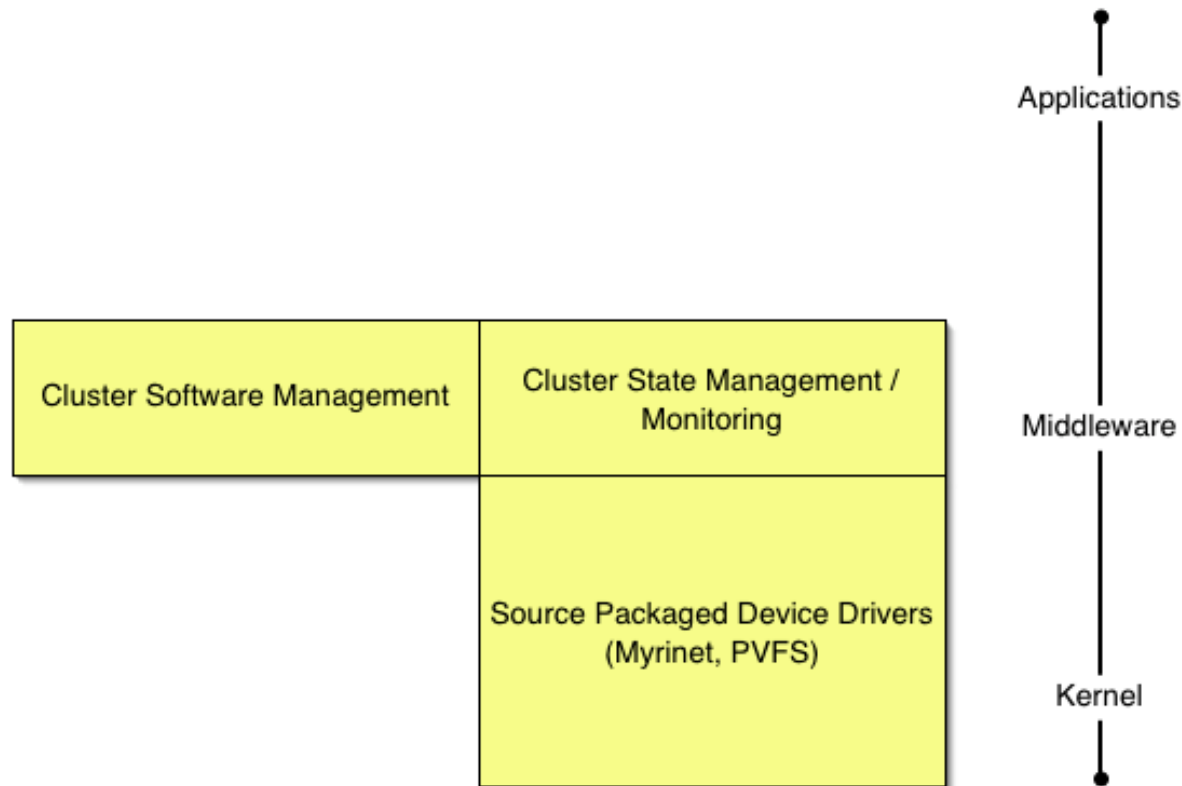 Applications
Cluster Software Management
Cluster State Management /
Monitoring
Middleware
Source Packaged Device Drivers
(Myrinet, PVFS)
Kernel